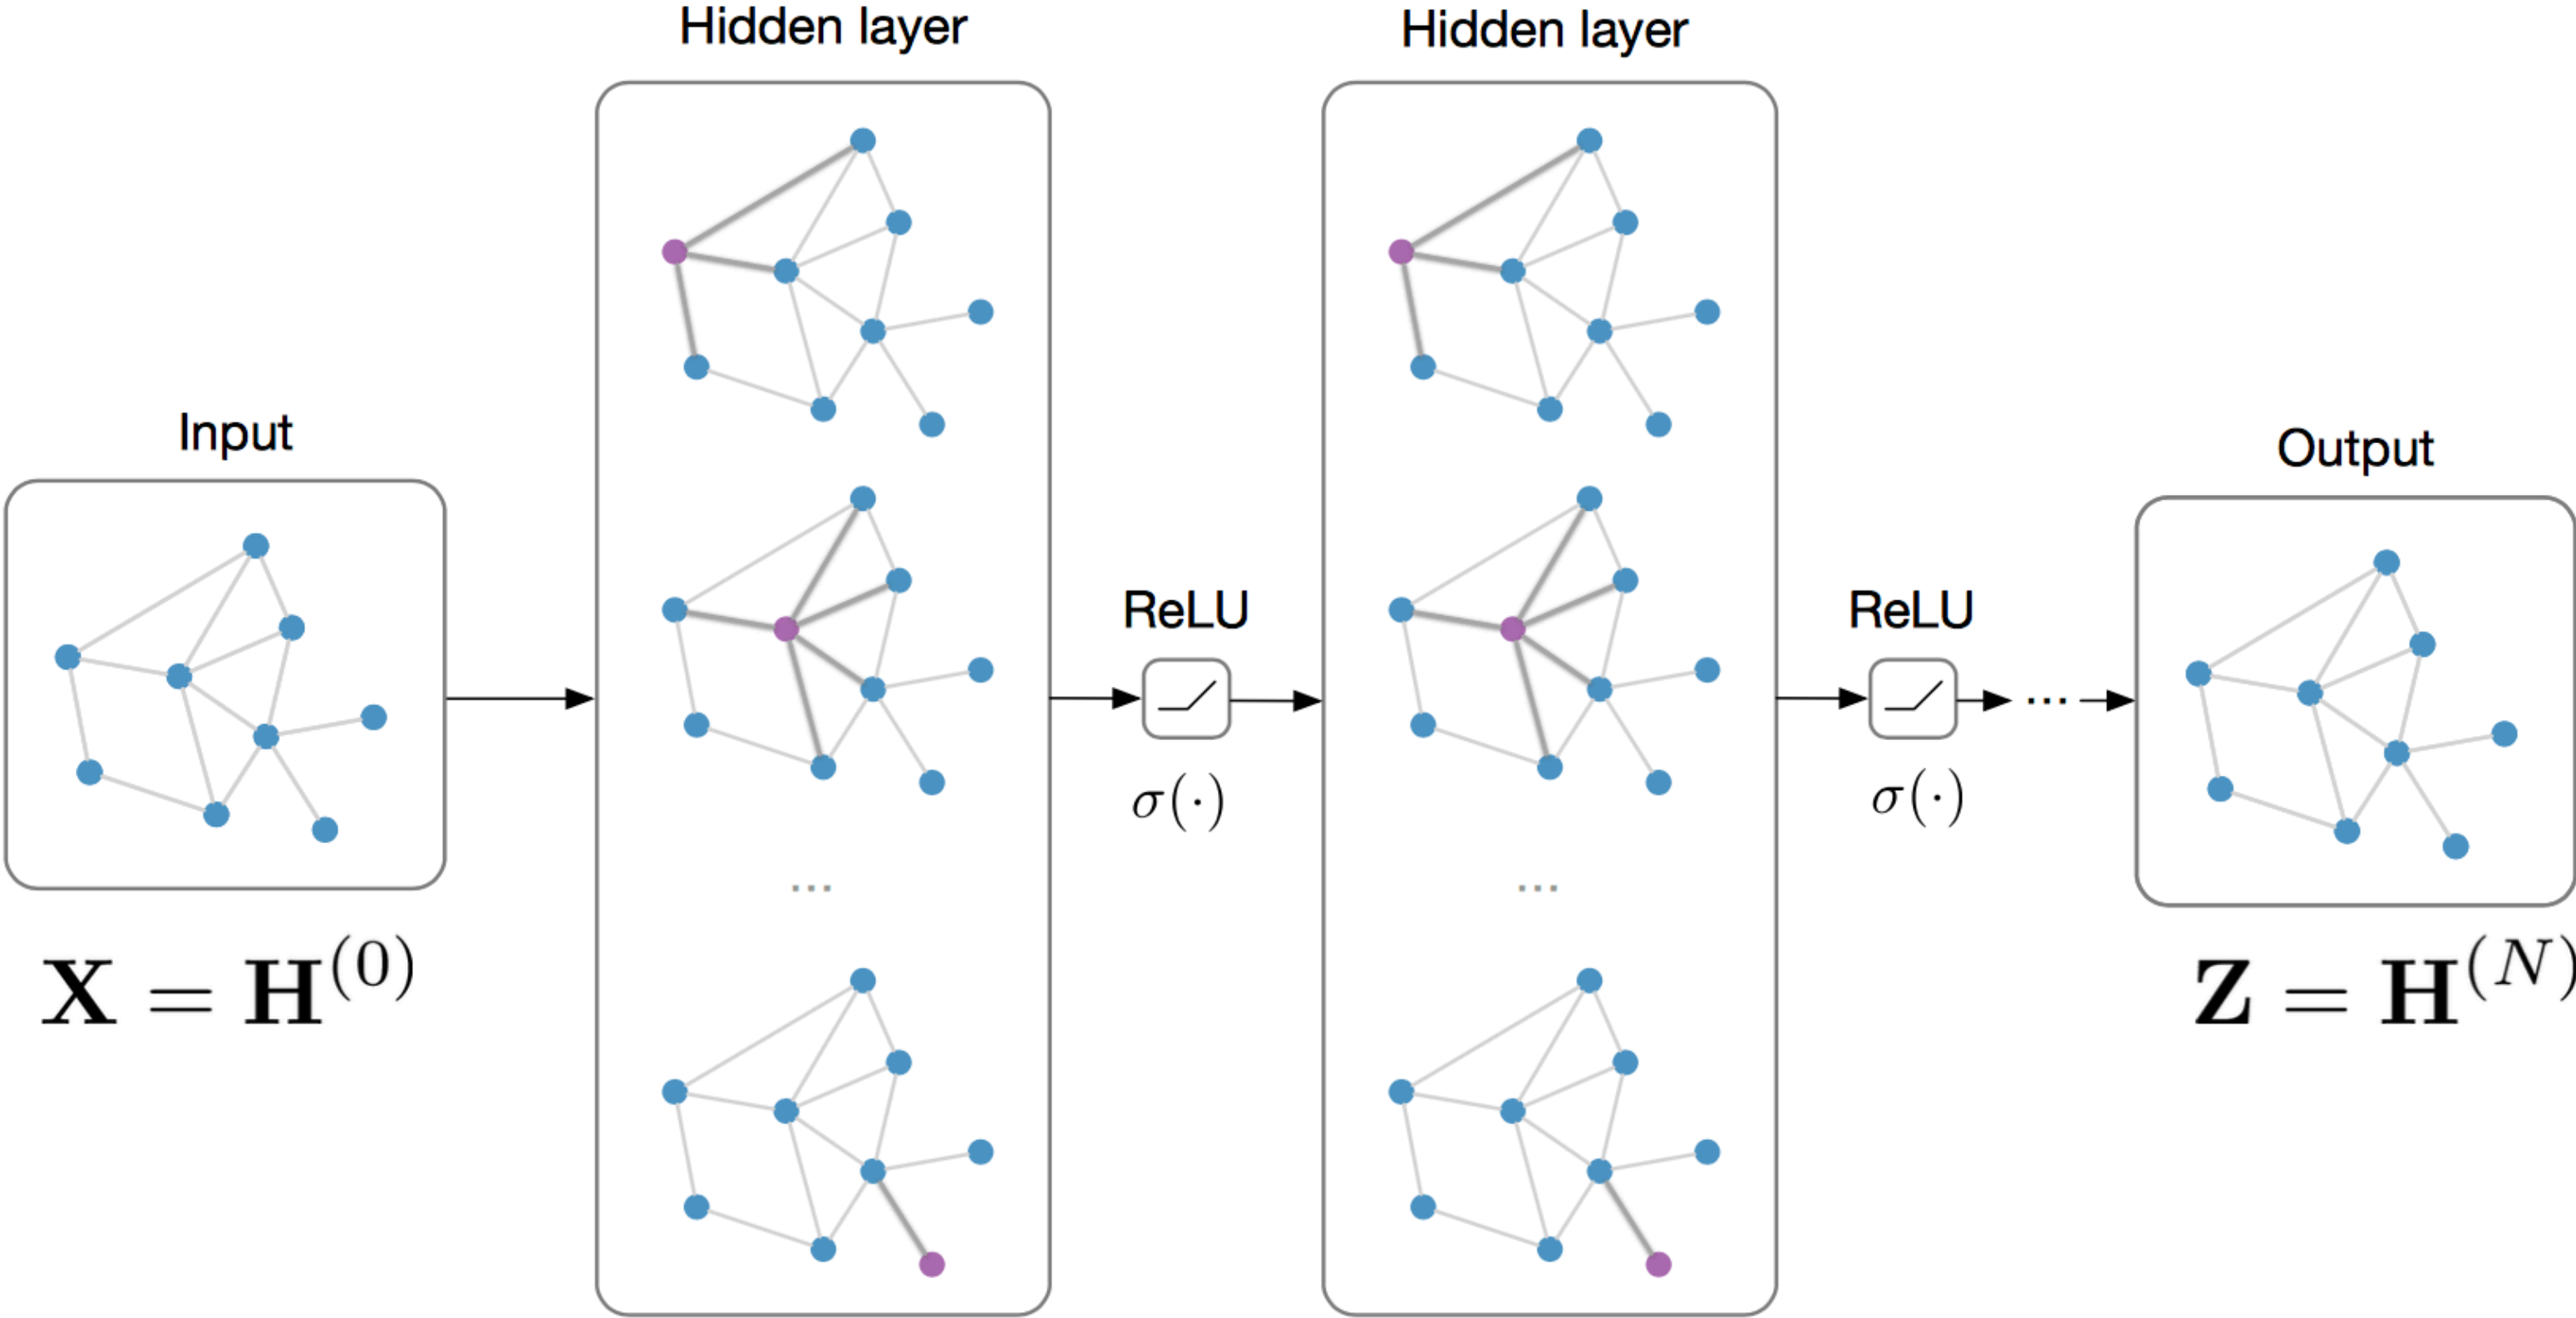 Hidden layer
Hidden layer
Input
Output
ReLU
ReLU
σ(·)
σ(·)
...
...
...
X = H^(0)
Z = H^(N)